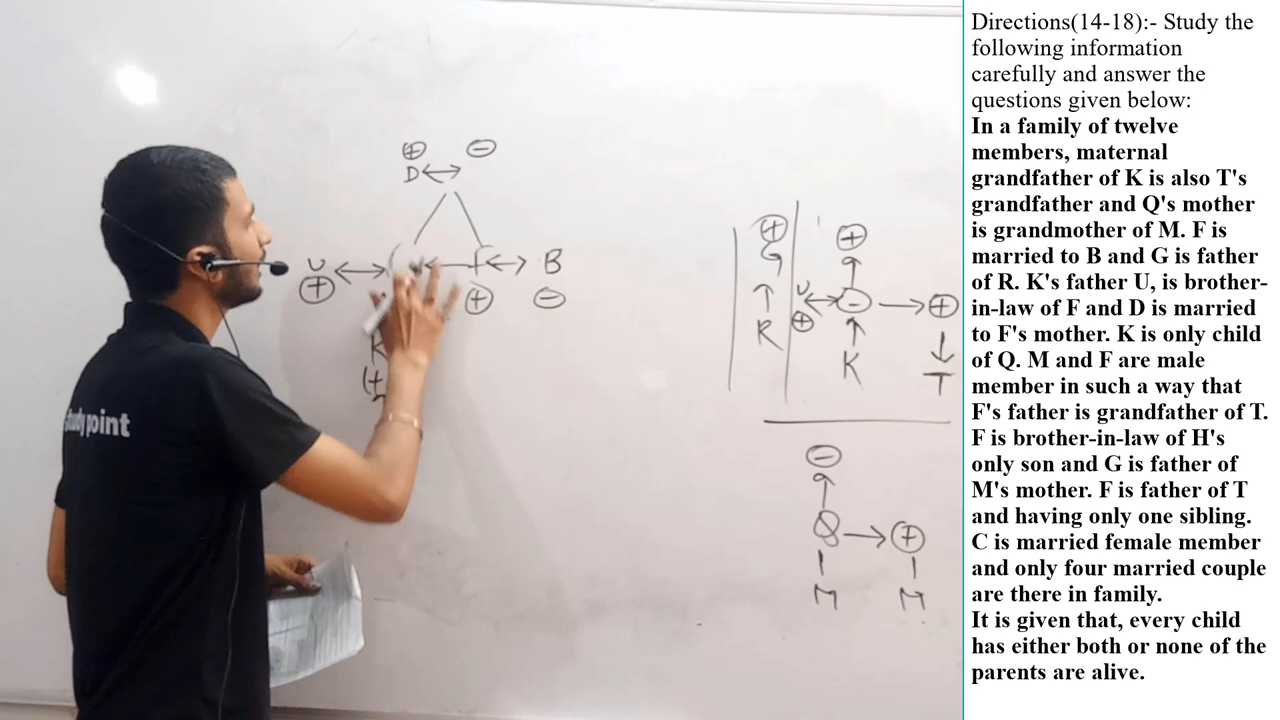 Directions(14-18):- Study the
following information
carefully and answer the
questions given below:
In a family of twelve
members, maternal
grandfather of K is also T's
grandfather and Q's mother
is grandmother of M. F is
married to B and G is father
of R. K's father U, is brother-
in-law of F and D is married
to F's mother. K is only child
of Q. M and F are male
member in such a way that
F's father is grandfather of T.
F is brother-in-law of H's
only son and G is father of
M's mother. F is father of T
and having only one sibling.
C is married female member
and only four married couple
are there in family.
It is given that, every child
has either both or none of the
parents are alive.
+ -
D ↔
U ↔ ← ↔ B
+ + -
K
study point
+ +
G ↑
↑ U ↔ - → +
R + ↑ ↓
K T
-
↑
Q → +
M M